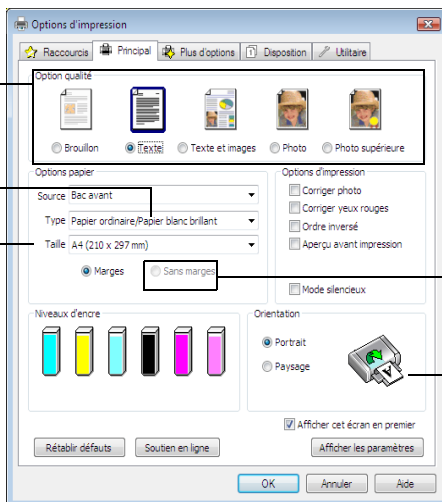 Options d'impression
Raccourcis Principal Plus d'options Disposition Utilitaire
Option qualité
Brouillon Texte Texte et images Photo Photo supérieure
Options papier
Source Bac avant
Type Papier ordinaire/Papier blanc brillant
Taille A4 (210 x 297 mm)
Marges Sans marges
Options d'impression
Corriger photo
Corriger yeux rouges
Ordre inversé
Aperçu avant impression
Mode silencieux
Niveaux d'encre
Orientation
Portrait
Paysage
A
Afficher cet écran en premier
Rétablir défauts Soutien en ligne Afficher les paramètres
OK Annuler Aide